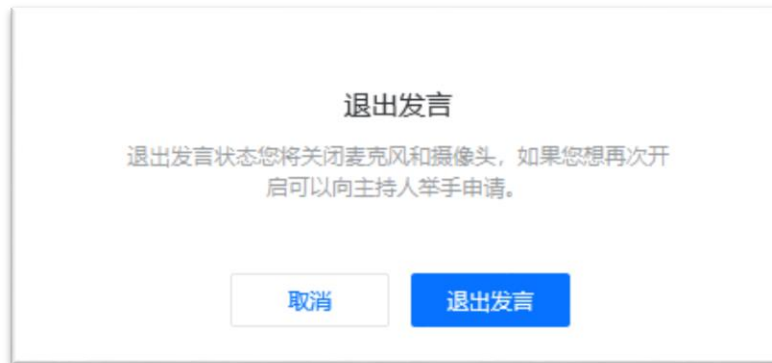 退出发言
退出发言状态您将关闭麦克风和摄像头，如果您想再次开
启可以向主持人举手申请。
取消
退出发言